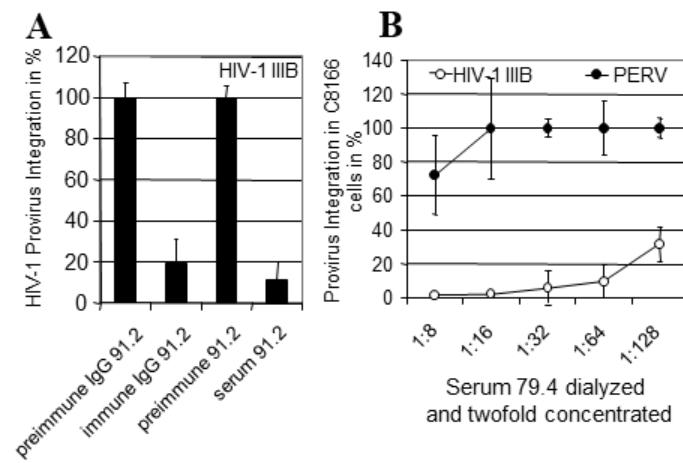 A
HIV-1 Provirus Integration in %
120
100
80
60
40
20
0
HIV-1 IIIB
preimmune IgG 91.2
immune IgG 91.2
preimmune 91.2
serum 91.2
B
Provirus Integration in C8166
cells in %
140
120
100
80
60
40
20
0
HIV-1 IIIB
PERV
1:8
1:16
1:32
1:64
1:128
Serum 79.4 dialyzed
and twofold concentrated